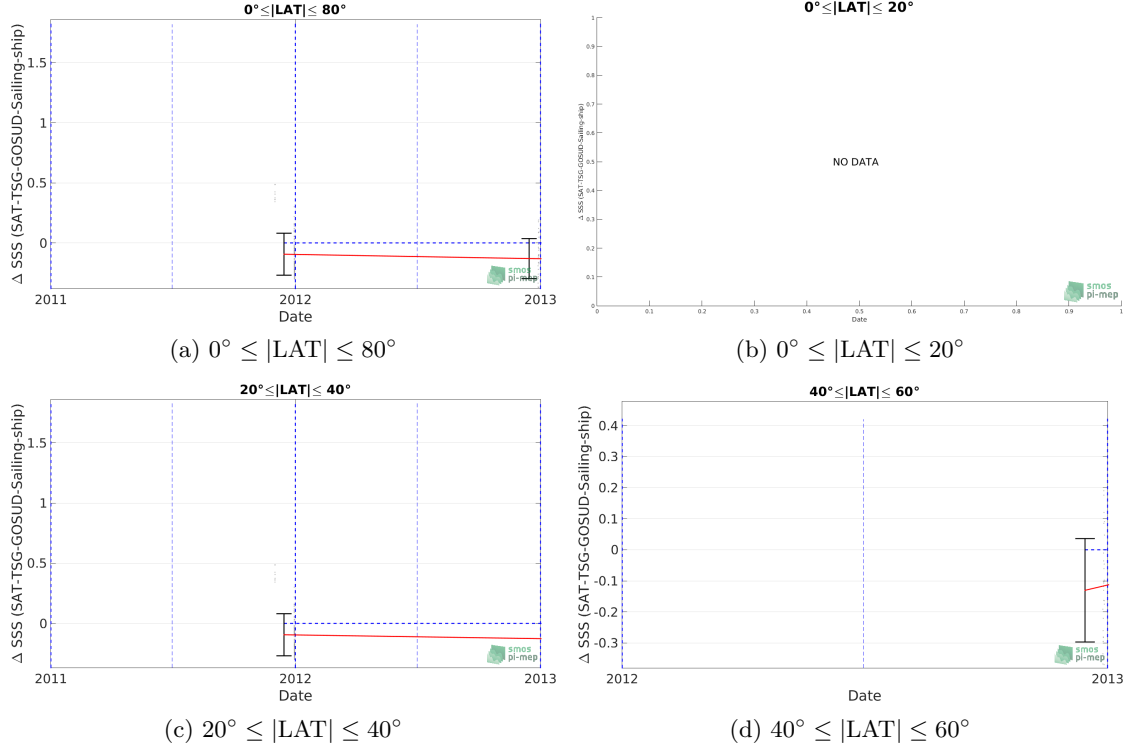 0°≤|LAT|≤ 80°
Δ SSS (SAT-TSG-GOSUD-Sailing-ship)
1.5
1
0.5
0
2011
2012
2013
Date
smos
pi-mep
(a) 0° ≤ |LAT| ≤ 80°
0°≤|LAT|≤ 20°
Δ SSS (SAT-TSG-GOSUD-Sailing-ship)
1
0.9
0.8
0.7
0.6
0.5
0.4
0.3
0.2
0.1
0
NO DATA
0
0.1
0.2
0.3
0.4
0.5
0.6
0.7
0.8
0.9
1
Date
smos
pi-mep
(b) 0° ≤ |LAT| ≤ 20°
20°≤|LAT|≤ 40°
Δ SSS (SAT-TSG-GOSUD-Sailing-ship)
1.5
1
0.5
0
2011
2012
2013
Date
smos
pi-mep
(c) 20° ≤ |LAT| ≤ 40°
40°≤|LAT|≤ 60°
Δ SSS (SAT-TSG-GOSUD-Sailing-ship)
0.4
0.3
0.2
0.1
0
-0.1
-0.2
-0.3
2012
2013
Date
smos
pi-mep
(d) 40° ≤ |LAT| ≤ 60°